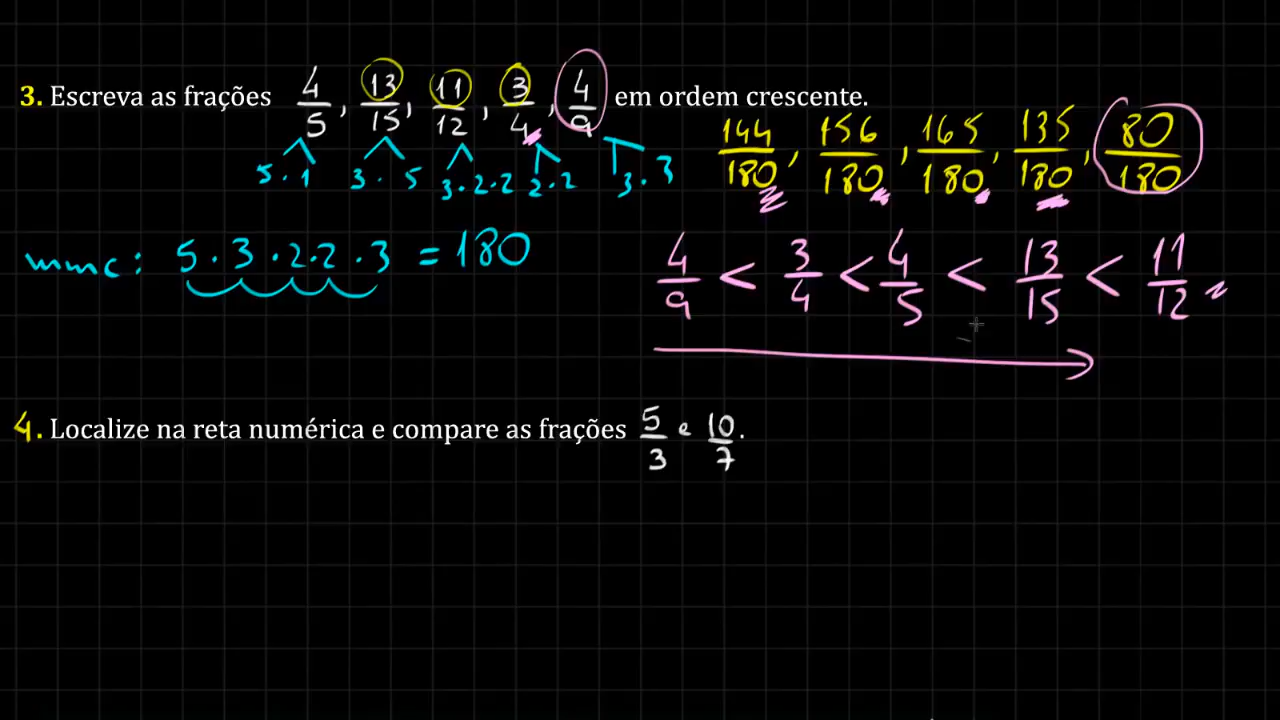 3. Escreva as frações 4/5, 13/15, 11/12, 3/4, 4/9 em ordem crescente.
144/180, 156/180, 165/180, 135/180, 80/180
5·1 3·5 3·2·2 2·2 3·3
mmc: 5·3·2·2·3 = 180
4/9 < 3/4 < 4/5 < 13/15 < 11/12
4. Localize na reta numérica e compare as frações 5/3 e 10/7.